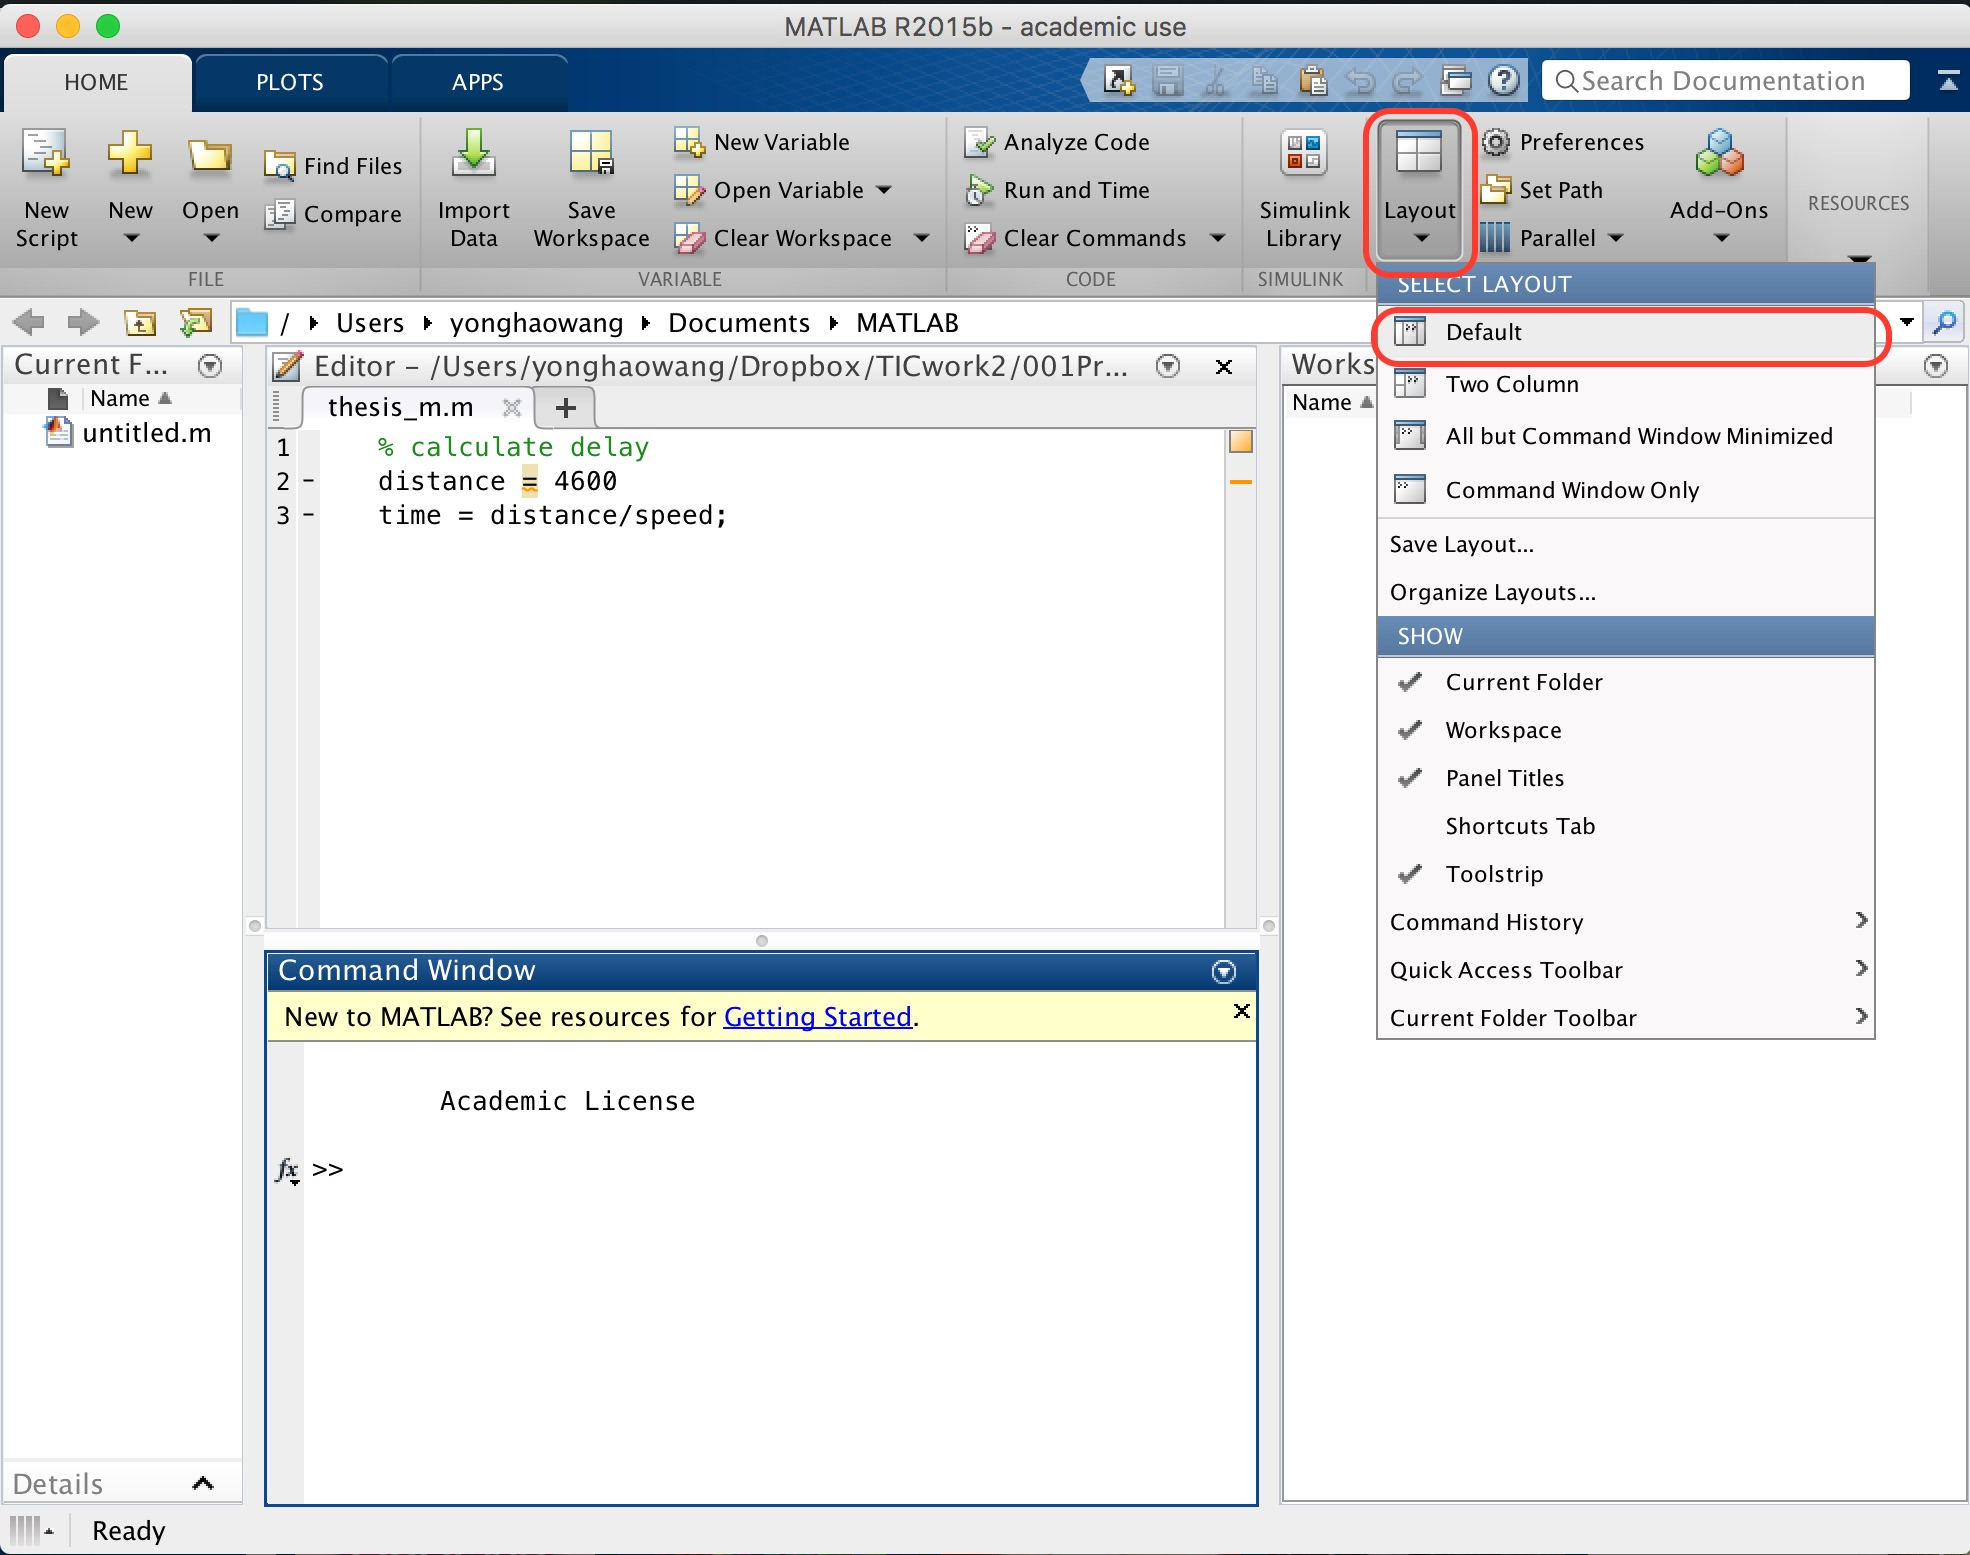 MATLAB R2015b - academic use
HOME PLOTS APPS
Search Documentation
New Script
New
Open
Find Files
Compare
FILE
Import Data
Save Workspace
New Variable
Open Variable
Clear Workspace
VARIABLE
Analyze Code
Run and Time
Clear Commands
CODE
Simulink Library
SIMULINK
Layout
Preferences
Set Path
Parallel
Add-Ons
RESOURCES
/ Users yonghaowang Documents MATLAB
Current F...
Name
untitled.m
Details
Editor – /Users/yonghaowang/Dropbox/TICwork2/001Pr...
thesis_m.m
1 % calculate delay
2 - distance = 4600
3 - time = distance/speed;
Command Window
New to MATLAB? See resources for Getting Started.
Academic License
fx >>
Works
Name
SELECT LAYOUT
Default
Two Column
All but Command Window Minimized
Command Window Only
Save Layout...
Organize Layouts...
SHOW
Current Folder
Workspace
Panel Titles
Shortcuts Tab
Toolstrip
Command History
Quick Access Toolbar
Current Folder Toolbar
Ready